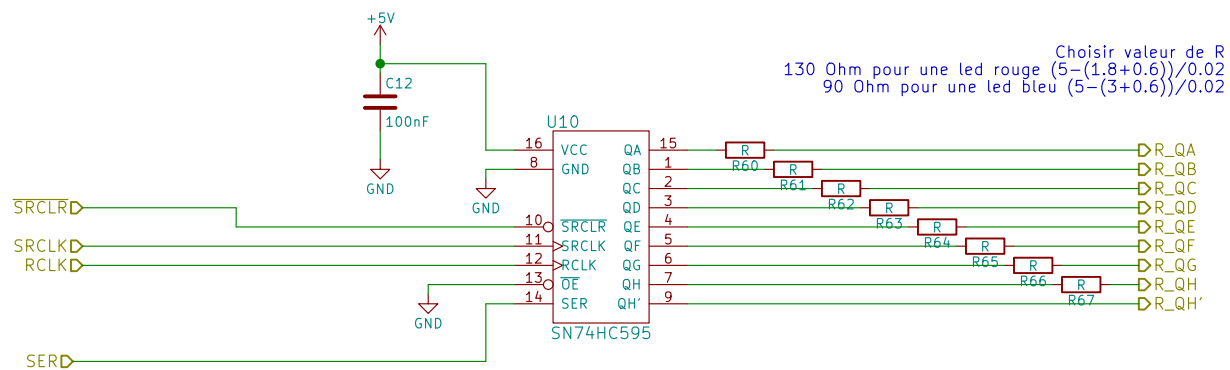 +5V
Choisir valeur de R
130 Ohm pour une led rouge (5-(1.8+0.6))/0.02
90 Ohm pour une led bleu (5-(3+0.6))/0.02
C12
100nF
GND
U10
16 VCC QA 15 R R60 R_QA
8 GND QB 1 R R61 R_QB
GND
QC 2 R R62 R_QC
SRCLR QD 3 R R63 R_QD
10 SRCLR QE 4 R R64 R_QE
SRCLK 11 SRCLK QF 5 R R65 R_QF
RCLK 12 RCLK QG 6 R R66 R_QG
13 OE QH 7 R R67 R_QH
GND
14 SER QH' 9 R_QH'
SN74HC595
SER